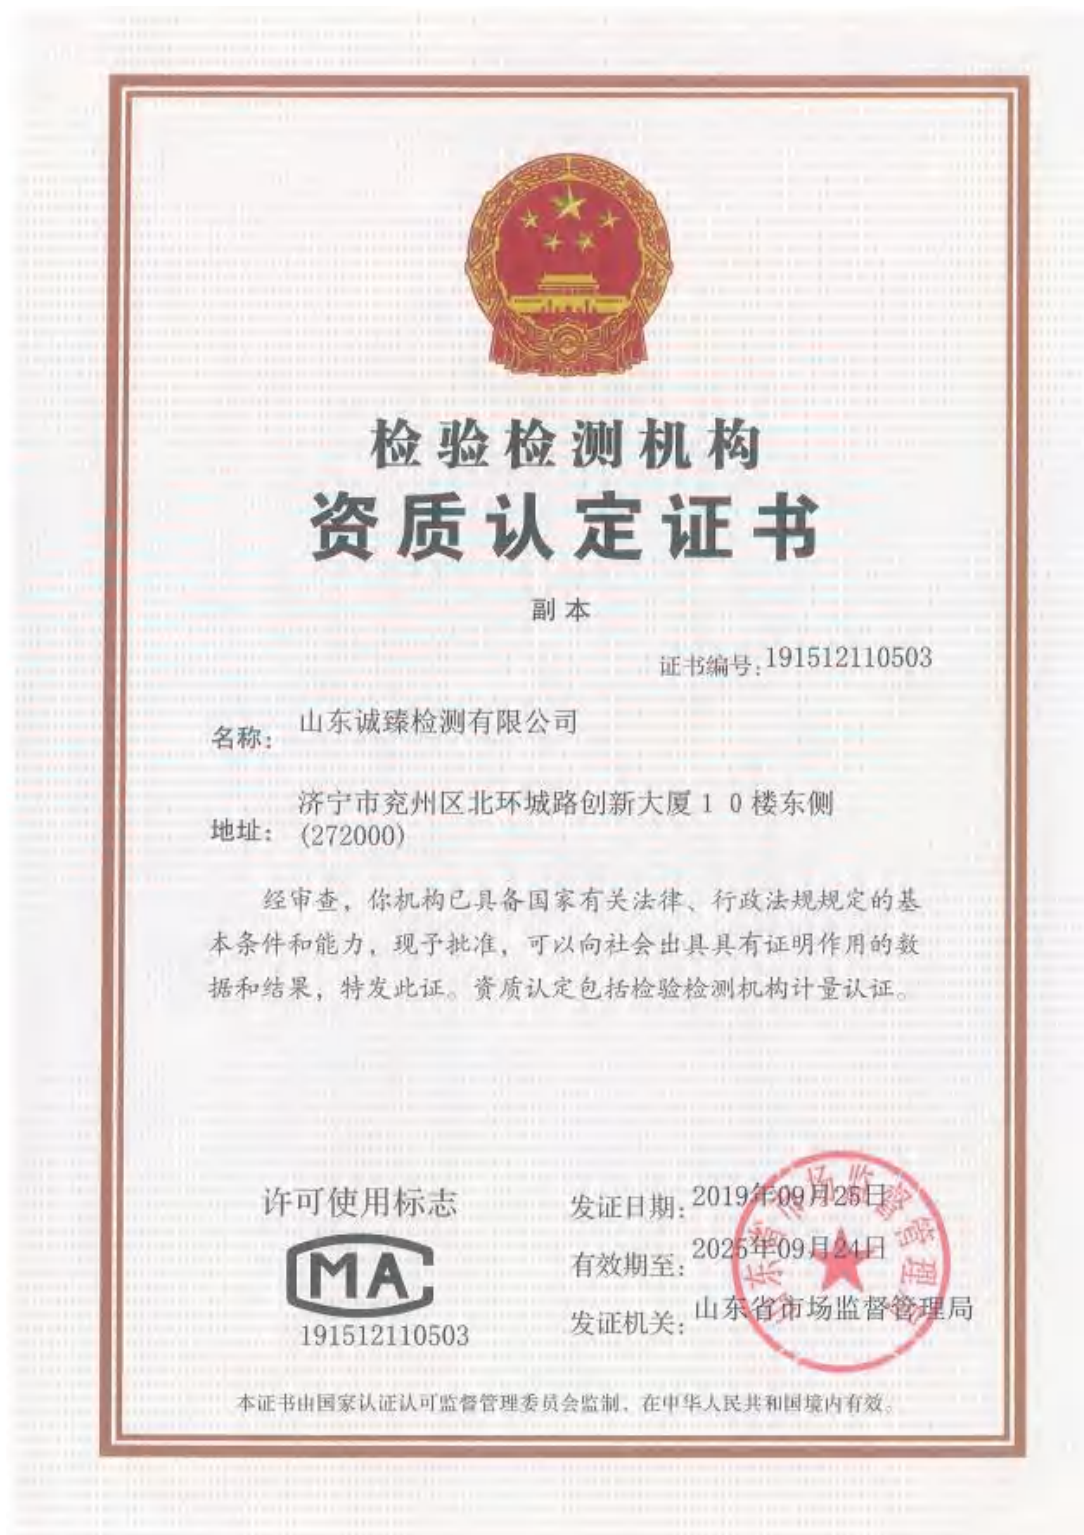 检验检测机构
资质认定证书
副本
证书编号:191512110503
名称: 山东诚臻检测有限公司
济宁市兖州区北环城路创新大厦10楼东侧
地址: (272000)
经审查，你机构已具备国家有关法律、行政法规规定的基
本条件和能力，现予批准，可以向社会出具具有证明作用的数
据和结果，特发此证。资质认定包括检验检测机构计量认证。
许可使用标志
MA
191512110503
发证日期: 2019年09月25日
有效期至: 2025年09月24日
发证机关: 山东省市场监督管理局
山东省市场监督管理局
本证书由国家认证认可监督管理委员会监制，在中华人民共和国境内有效。